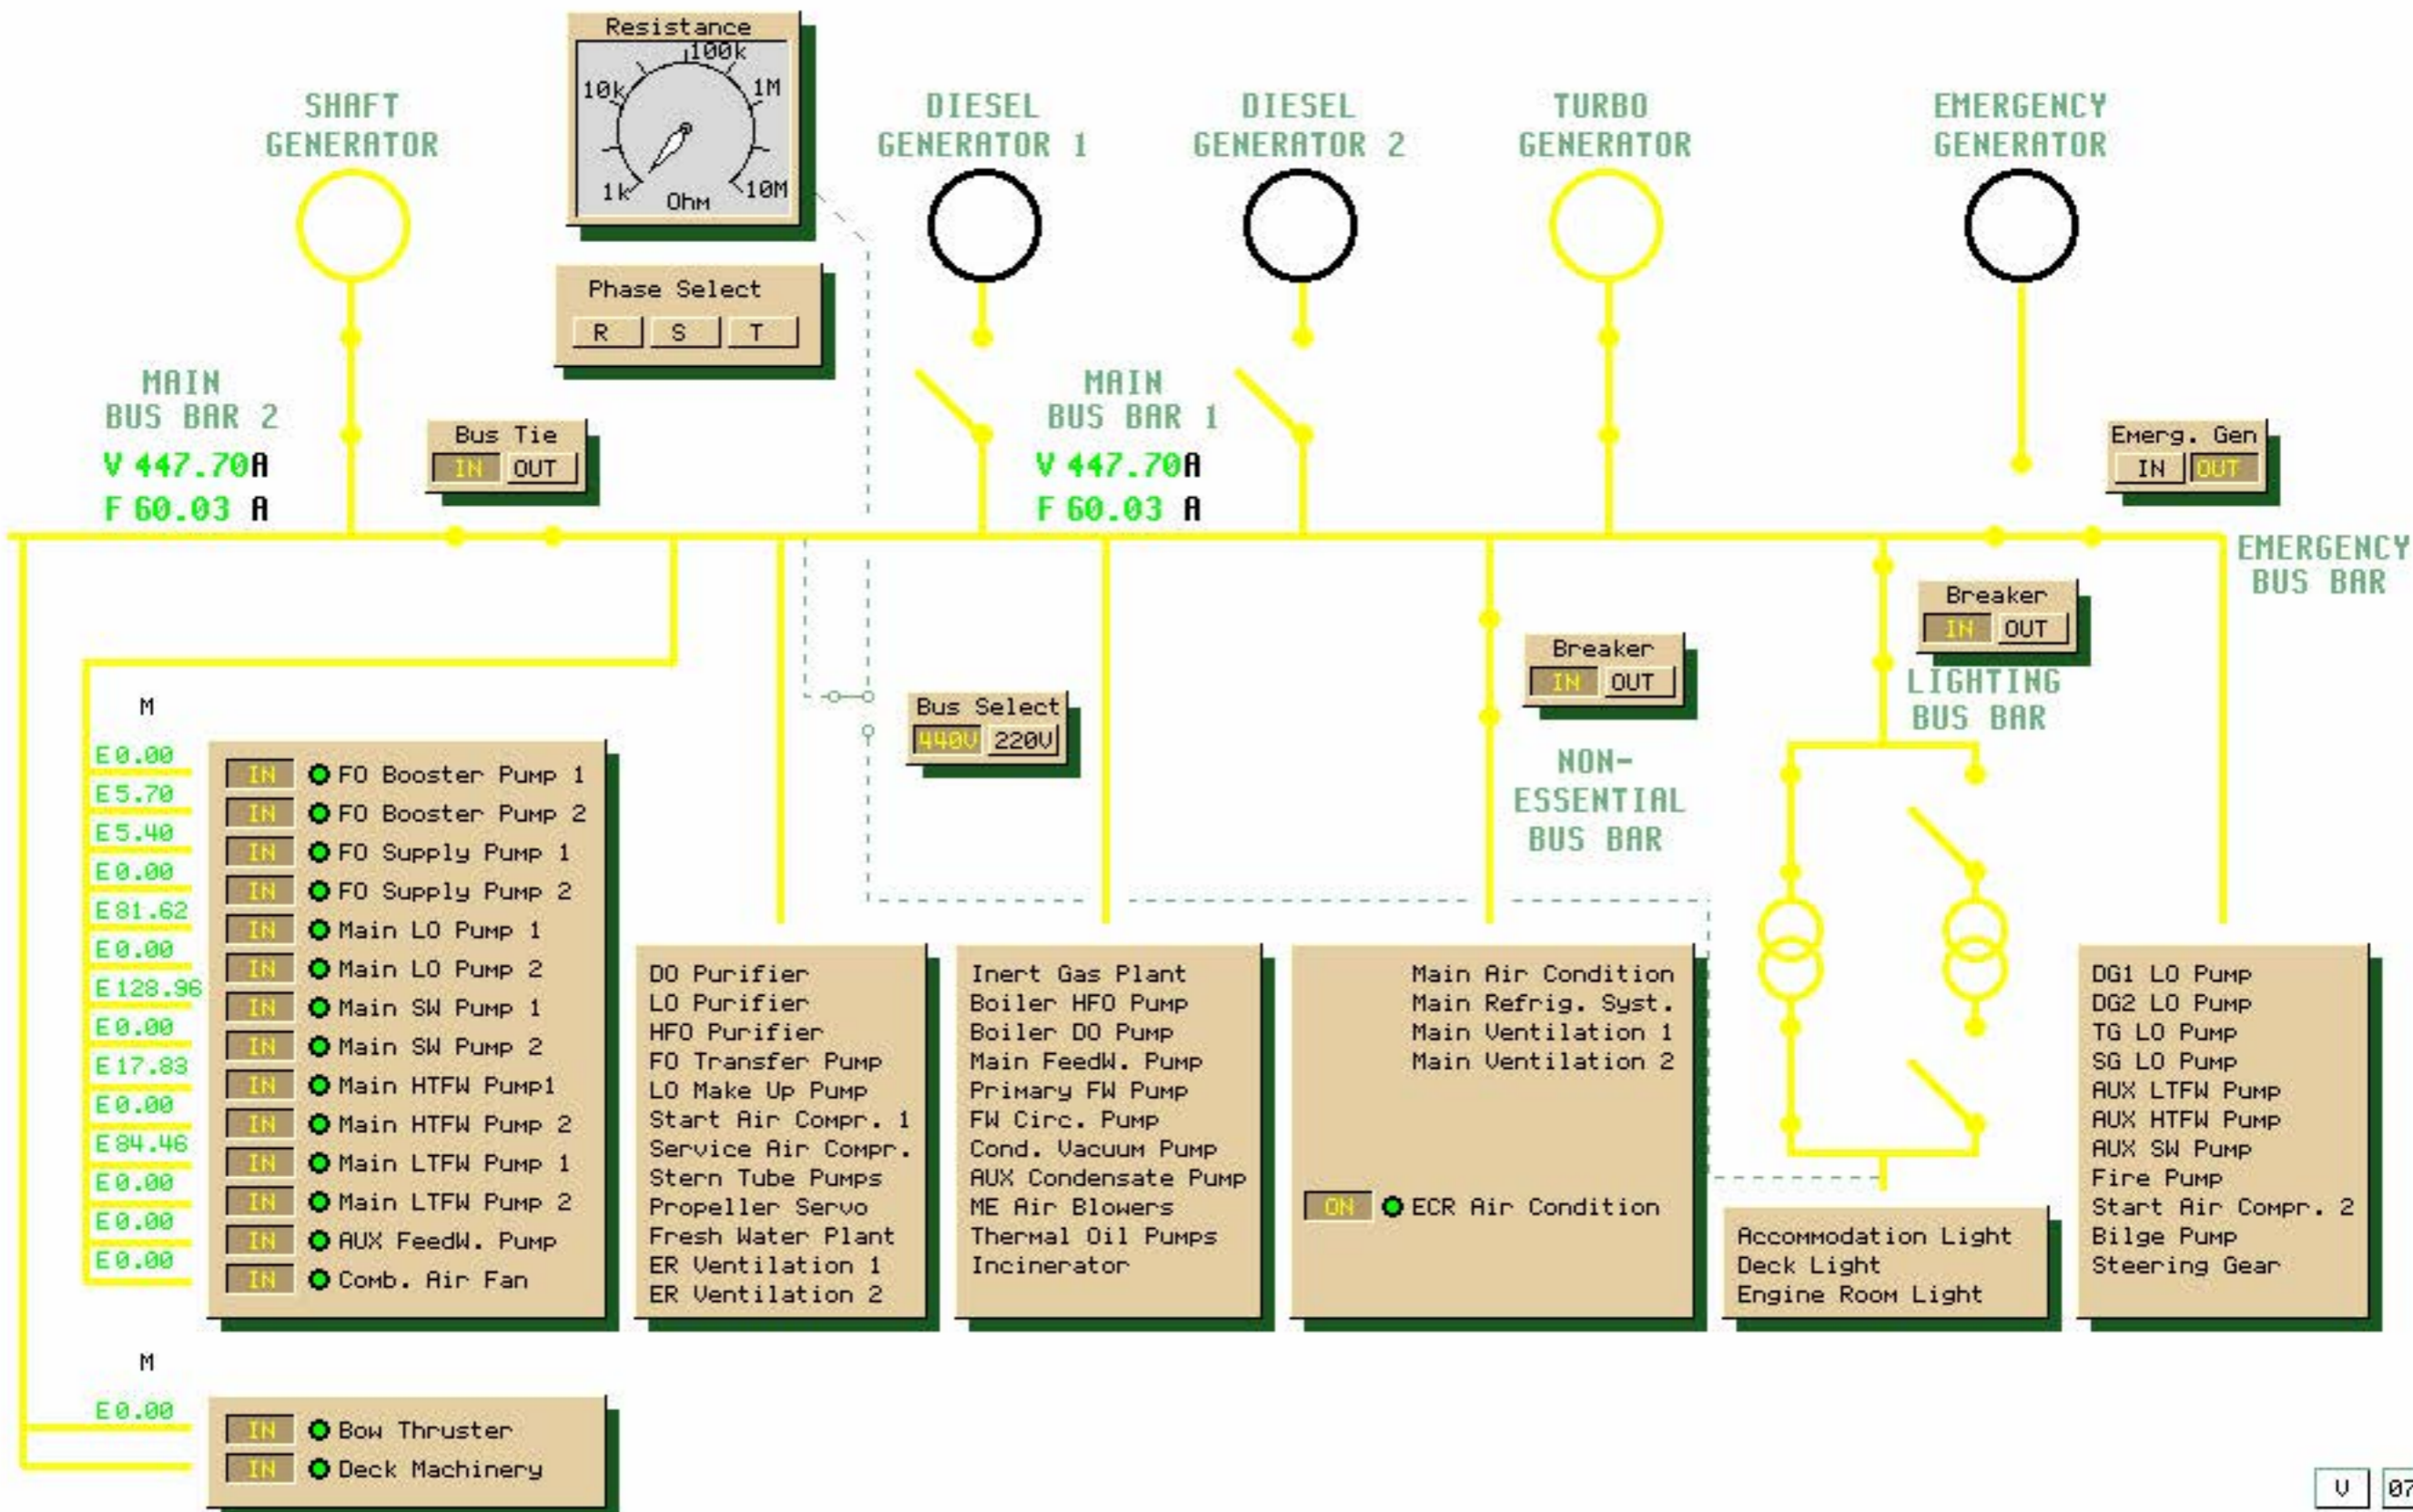 Resistance
100k
10k
1M
1k
Ohm
10M
SHAFT
GENERATOR
DIESEL
GENERATOR 1
DIESEL
GENERATOR 2
TURBO
GENERATOR
EMERGENCY
GENERATOR
Phase Select
R S T
MAIN
BUS BAR 2
V 447.70A
F 60.03 A
Bus Tie
IN OUT
MAIN
BUS BAR 1
V 447.70A
F 60.03 A
Emerg. Gen
IN OUT
EMERGENCY
BUS BAR
Breaker
IN OUT
LIGHTING
BUS BAR
Breaker
IN OUT
NON-
ESSENTIAL
BUS BAR
Bus Select
440V 220V
M
E 0.00 IN FO Booster Pump 1
E 5.70 IN FO Booster Pump 2
E 5.40 IN FO Supply Pump 1
E 0.00 IN FO Supply Pump 2
E 81.62 IN Main LO Pump 1
E 0.00 IN Main LO Pump 2
E 128.96 IN Main SW Pump 1
E 0.00 IN Main SW Pump 2
E 17.83 IN Main HTFW Pump1
E 0.00 IN Main HTFW Pump 2
E 84.46 IN Main LTFW Pump 1
E 0.00 IN Main LTFW Pump 2
E 0.00 IN AUX FeedW. Pump
E 0.00 IN Comb. Air Fan
DO Purifier
LO Purifier
HFO Purifier
FO Transfer Pump
LO Make Up Pump
Start Air Compr. 1
Service Air Compr.
Stern Tube Pumps
Propeller Servo
Fresh Water Plant
ER Ventilation 1
ER Ventilation 2
Inert Gas Plant
Boiler HFO Pump
Boiler DO Pump
Main FeedW. Pump
Primary FW Pump
FW Circ. Pump
Cond. Vacuum Pump
AUX Condensate Pump
ME Air Blowers
Thermal Oil Pumps
Incinerator
Main Air Condition
Main Refrig. Syst.
Main Ventilation 1
Main Ventilation 2
ON ECR Air Condition
Accommodation Light
Deck Light
Engine Room Light
DG1 LO Pump
DG2 LO Pump
TG LO Pump
SG LO Pump
AUX LTFW Pump
AUX HTFW Pump
AUX SW Pump
Fire Pump
Start Air Compr. 2
Bilge Pump
Steering Gear
M
E 0.00 IN Bow Thruster
IN Deck Machinery
V 07